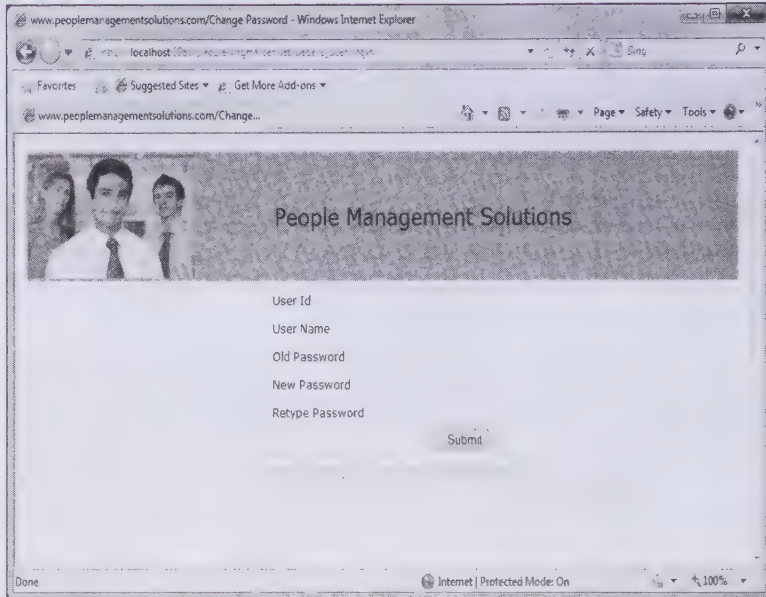 www.peoplemanagementsolutions.com/Change Password - Windows Internet Explorer
localhost
Bing
Favorites Suggested Sites Get More Add-ons
www.peoplemanagementsolutions.com/Change... Page Safety Tools
People Management Solutions
User Id
User Name
Old Password
New Password
Retype Password
Submit
Done Internet | Protected Mode: On 100%